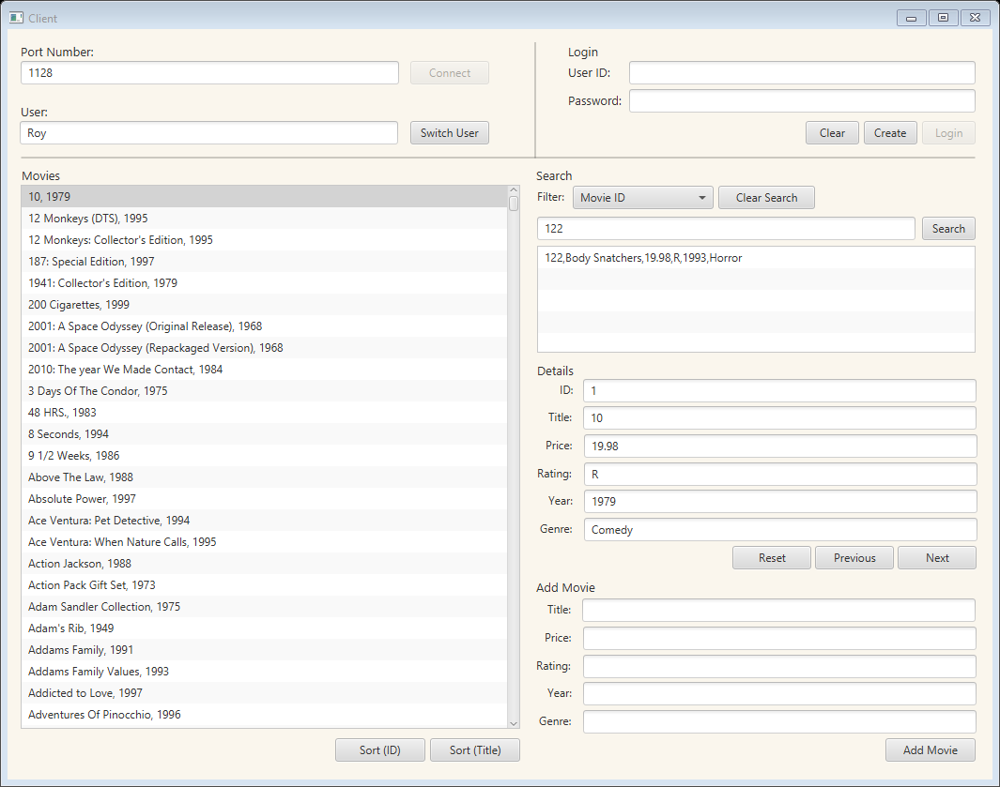 Client
Port Number:
1128
Connect
User:
Roy
Switch User
Login
User ID:
Password:
Clear
Create
Login
Movies
10, 1979
12 Monkeys (DTS), 1995
12 Monkeys: Collector's Edition, 1995
187: Special Edition, 1997
1941: Collector's Edition, 1979
200 Cigarettes, 1999
2001: A Space Odyssey (Original Release), 1968
2001: A Space Odyssey (Repackaged Version), 1968
2010: The year We Made Contact, 1984
3 Days Of The Condor, 1975
48 HRS., 1983
8 Seconds, 1994
9 1/2 Weeks, 1986
Above The Law, 1988
Absolute Power, 1997
Ace Ventura: Pet Detective, 1994
Ace Ventura: When Nature Calls, 1995
Action Jackson, 1988
Action Pack Gift Set, 1973
Adam Sandler Collection, 1975
Adam's Rib, 1949
Addams Family, 1991
Addams Family Values, 1993
Addicted to Love, 1997
Adventures Of Pinocchio, 1996
Sort (ID)
Sort (Title)
Search
Filter:
Movie ID
Clear Search
122
Search
122,Body Snatchers,19.98,R,1993,Horror
Details
ID:
1
Title:
10
Price:
19.98
Rating:
R
Year:
1979
Genre:
Comedy
Reset
Previous
Next
Add Movie
Title:
Price:
Rating:
Year:
Genre:
Add Movie